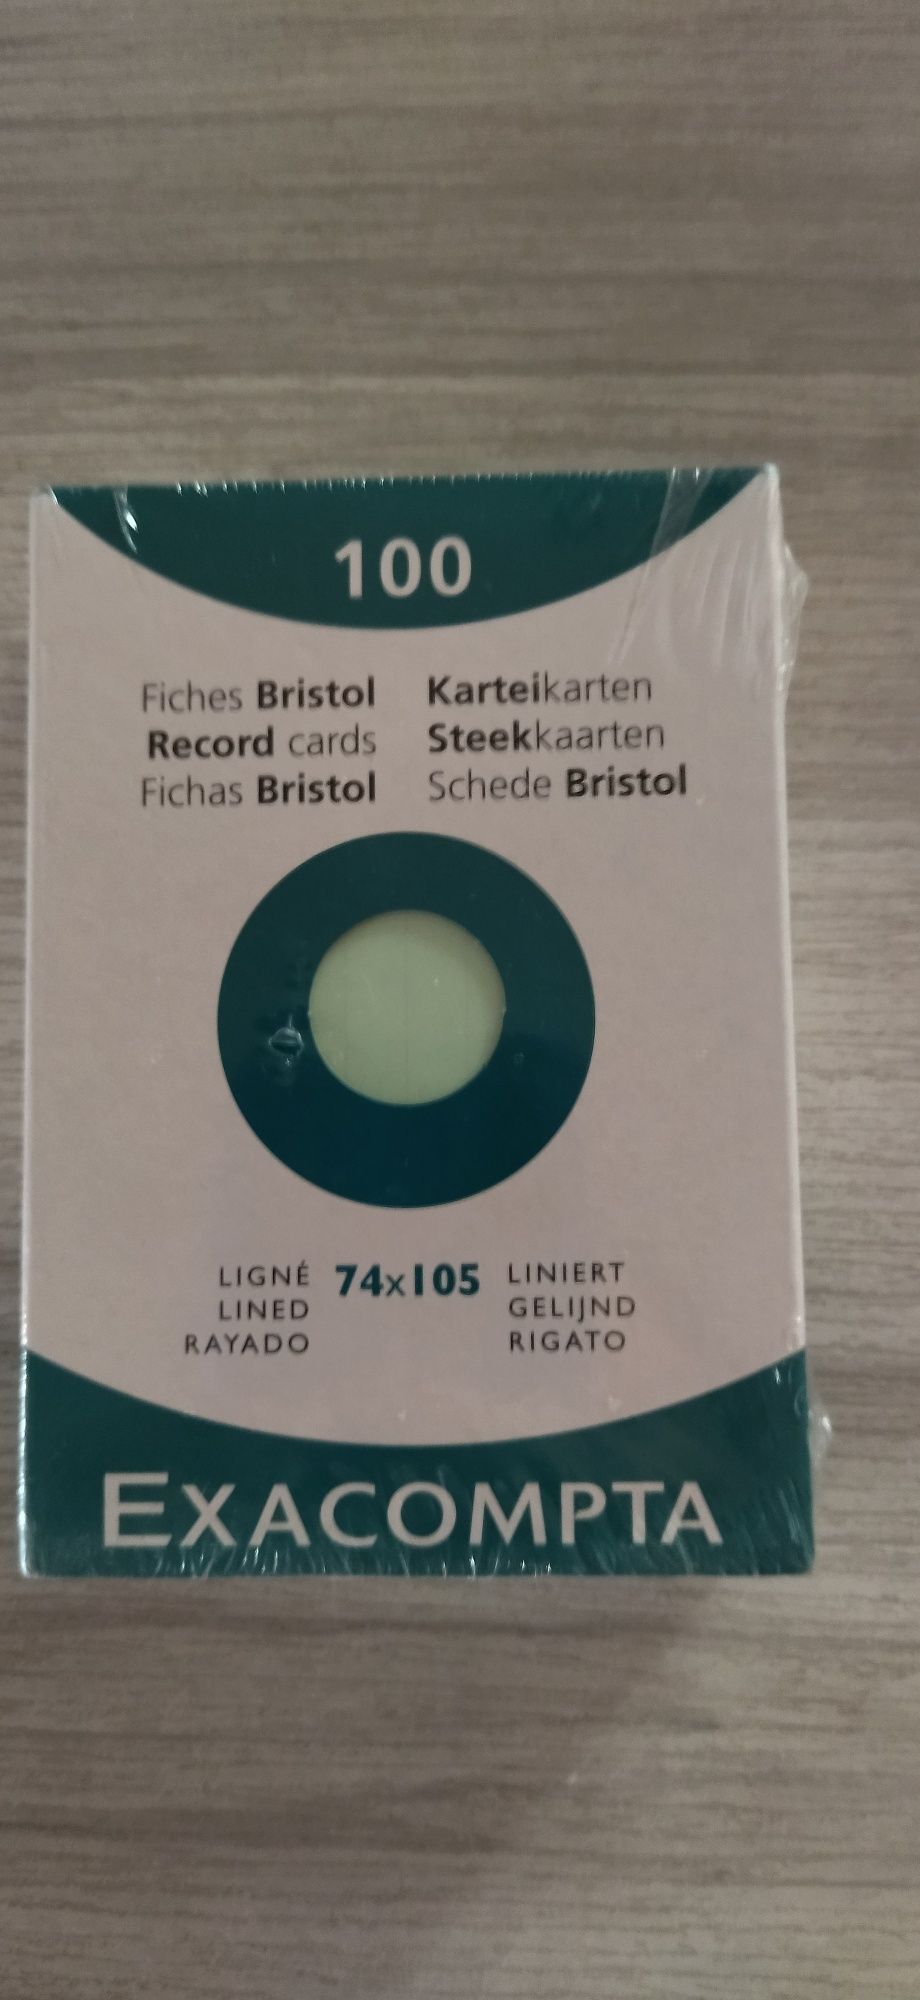 100
Fiches Bristol
Record cards
Fichas Bristol
Karteikarten
Steekkaarten
Schede Bristol
LIGNÉ
LINED
RAYADO
74x105
LINIERT
GELIJND
RIGATO
EXACOMPTA